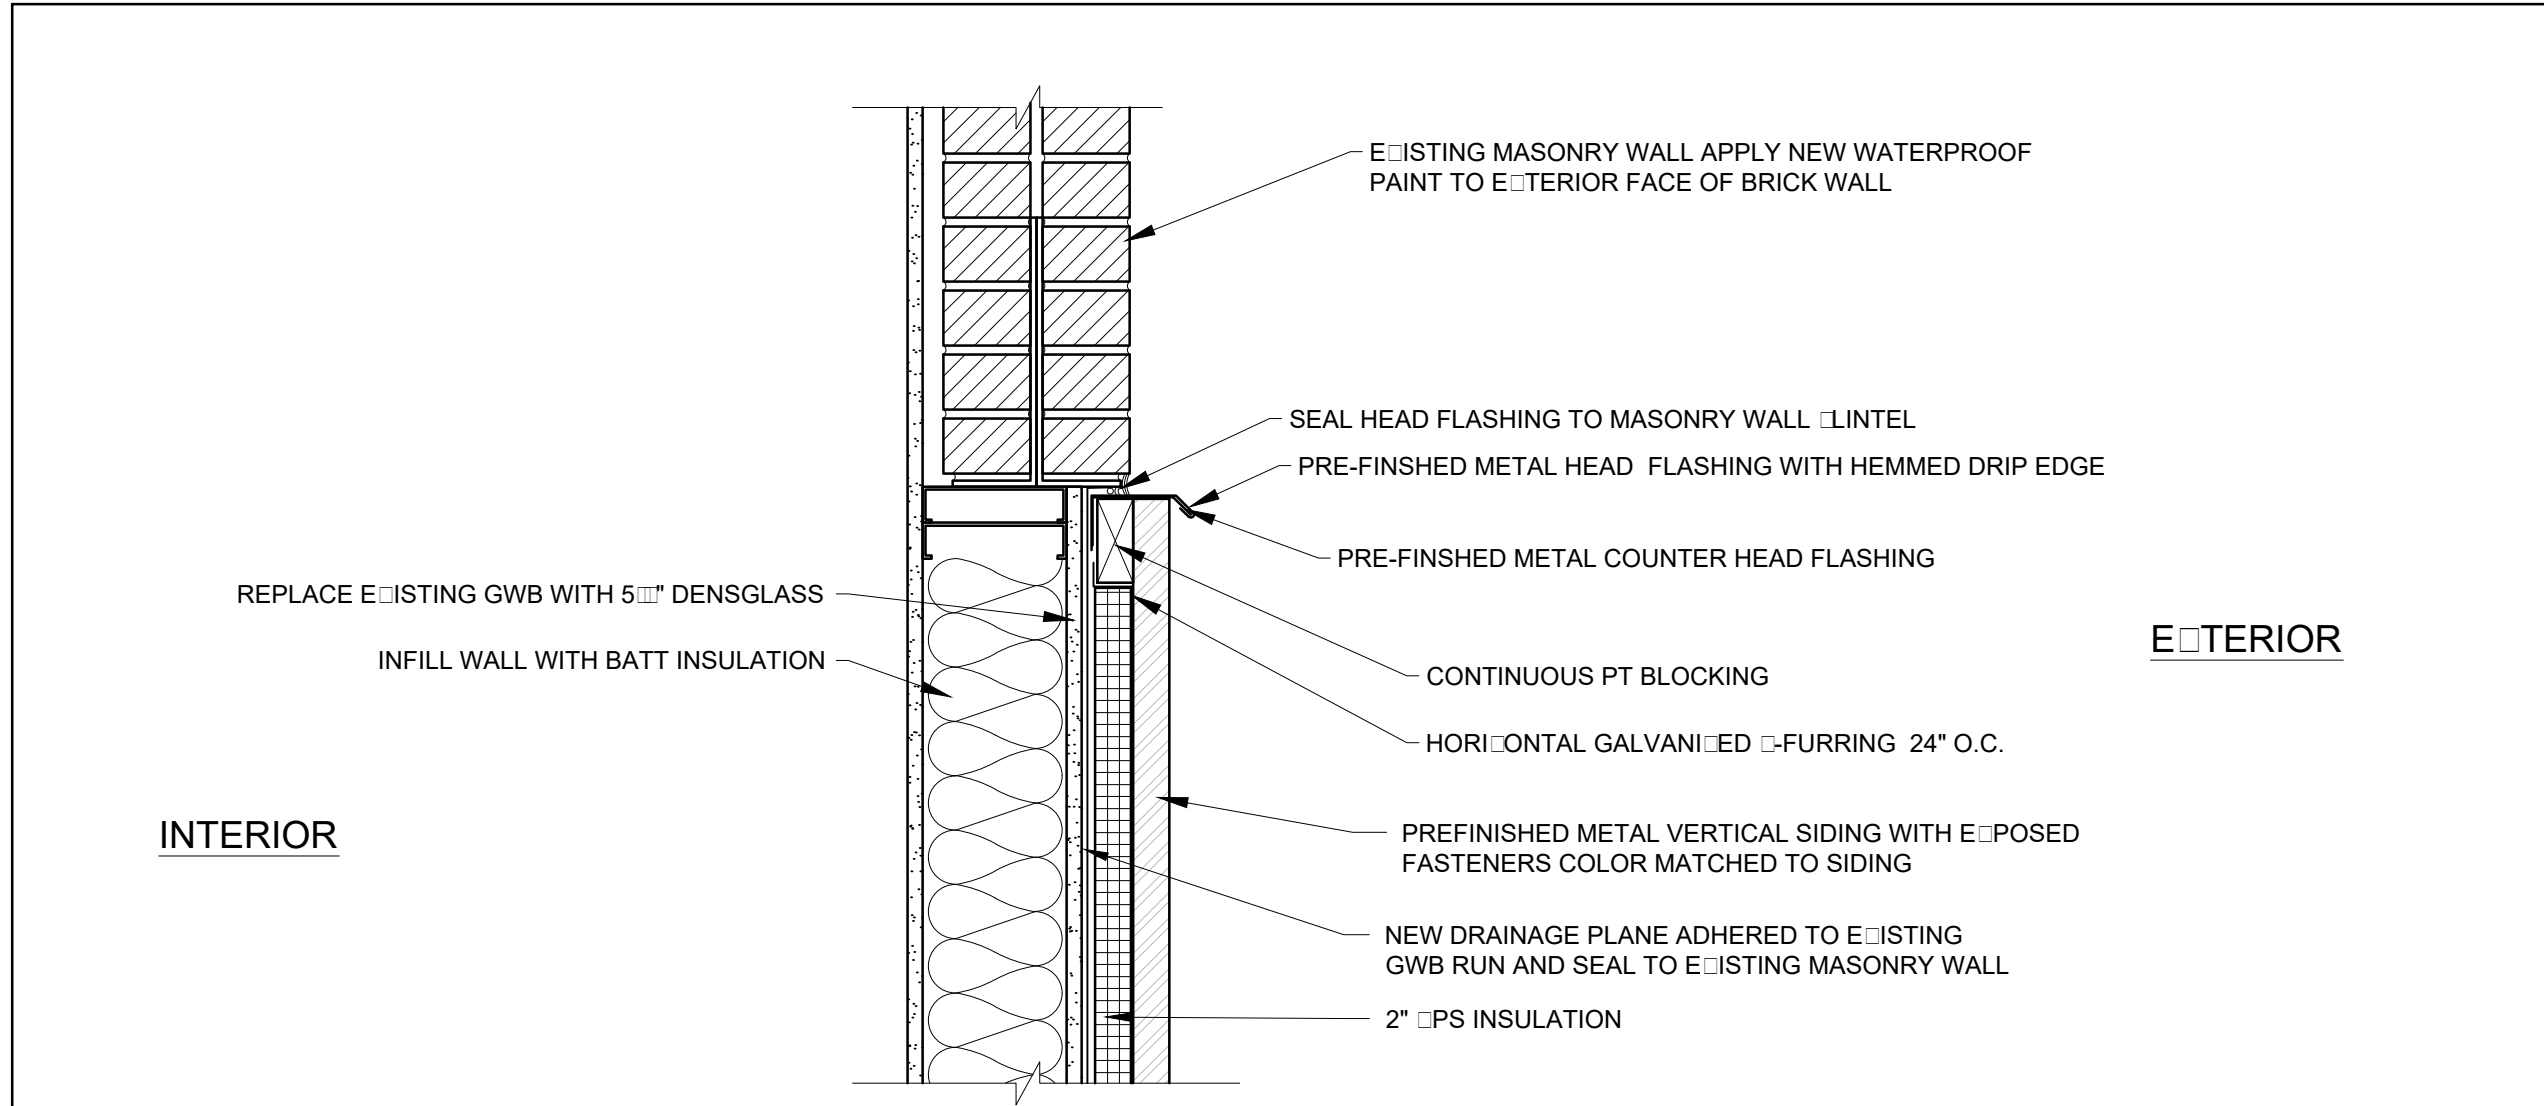 E□ISTING MASONRY WALL APPLY NEW WATERPROOF
PAINT TO E□TERIOR FACE OF BRICK WALL
SEAL HEAD FLASHING TO MASONRY WALL □LINTEL
PRE-FINSHED METAL HEAD FLASHING WITH HEMMED DRIP EDGE
PRE-FINSHED METAL COUNTER HEAD FLASHING
REPLACE E□ISTING GWB WITH 5□□" DENSGLASS
INFILL WALL WITH BATT INSULATION
E□TERIOR
CONTINUOUS PT BLOCKING
HORI□ONTAL GALVANI□ED □-FURRING 24" O.C.
INTERIOR
PREFINISHED METAL VERTICAL SIDING WITH E□POSED
FASTENERS COLOR MATCHED TO SIDING
NEW DRAINAGE PLANE ADHERED TO E□ISTING
GWB RUN AND SEAL TO E□ISTING MASONRY WALL
2" □PS INSULATION